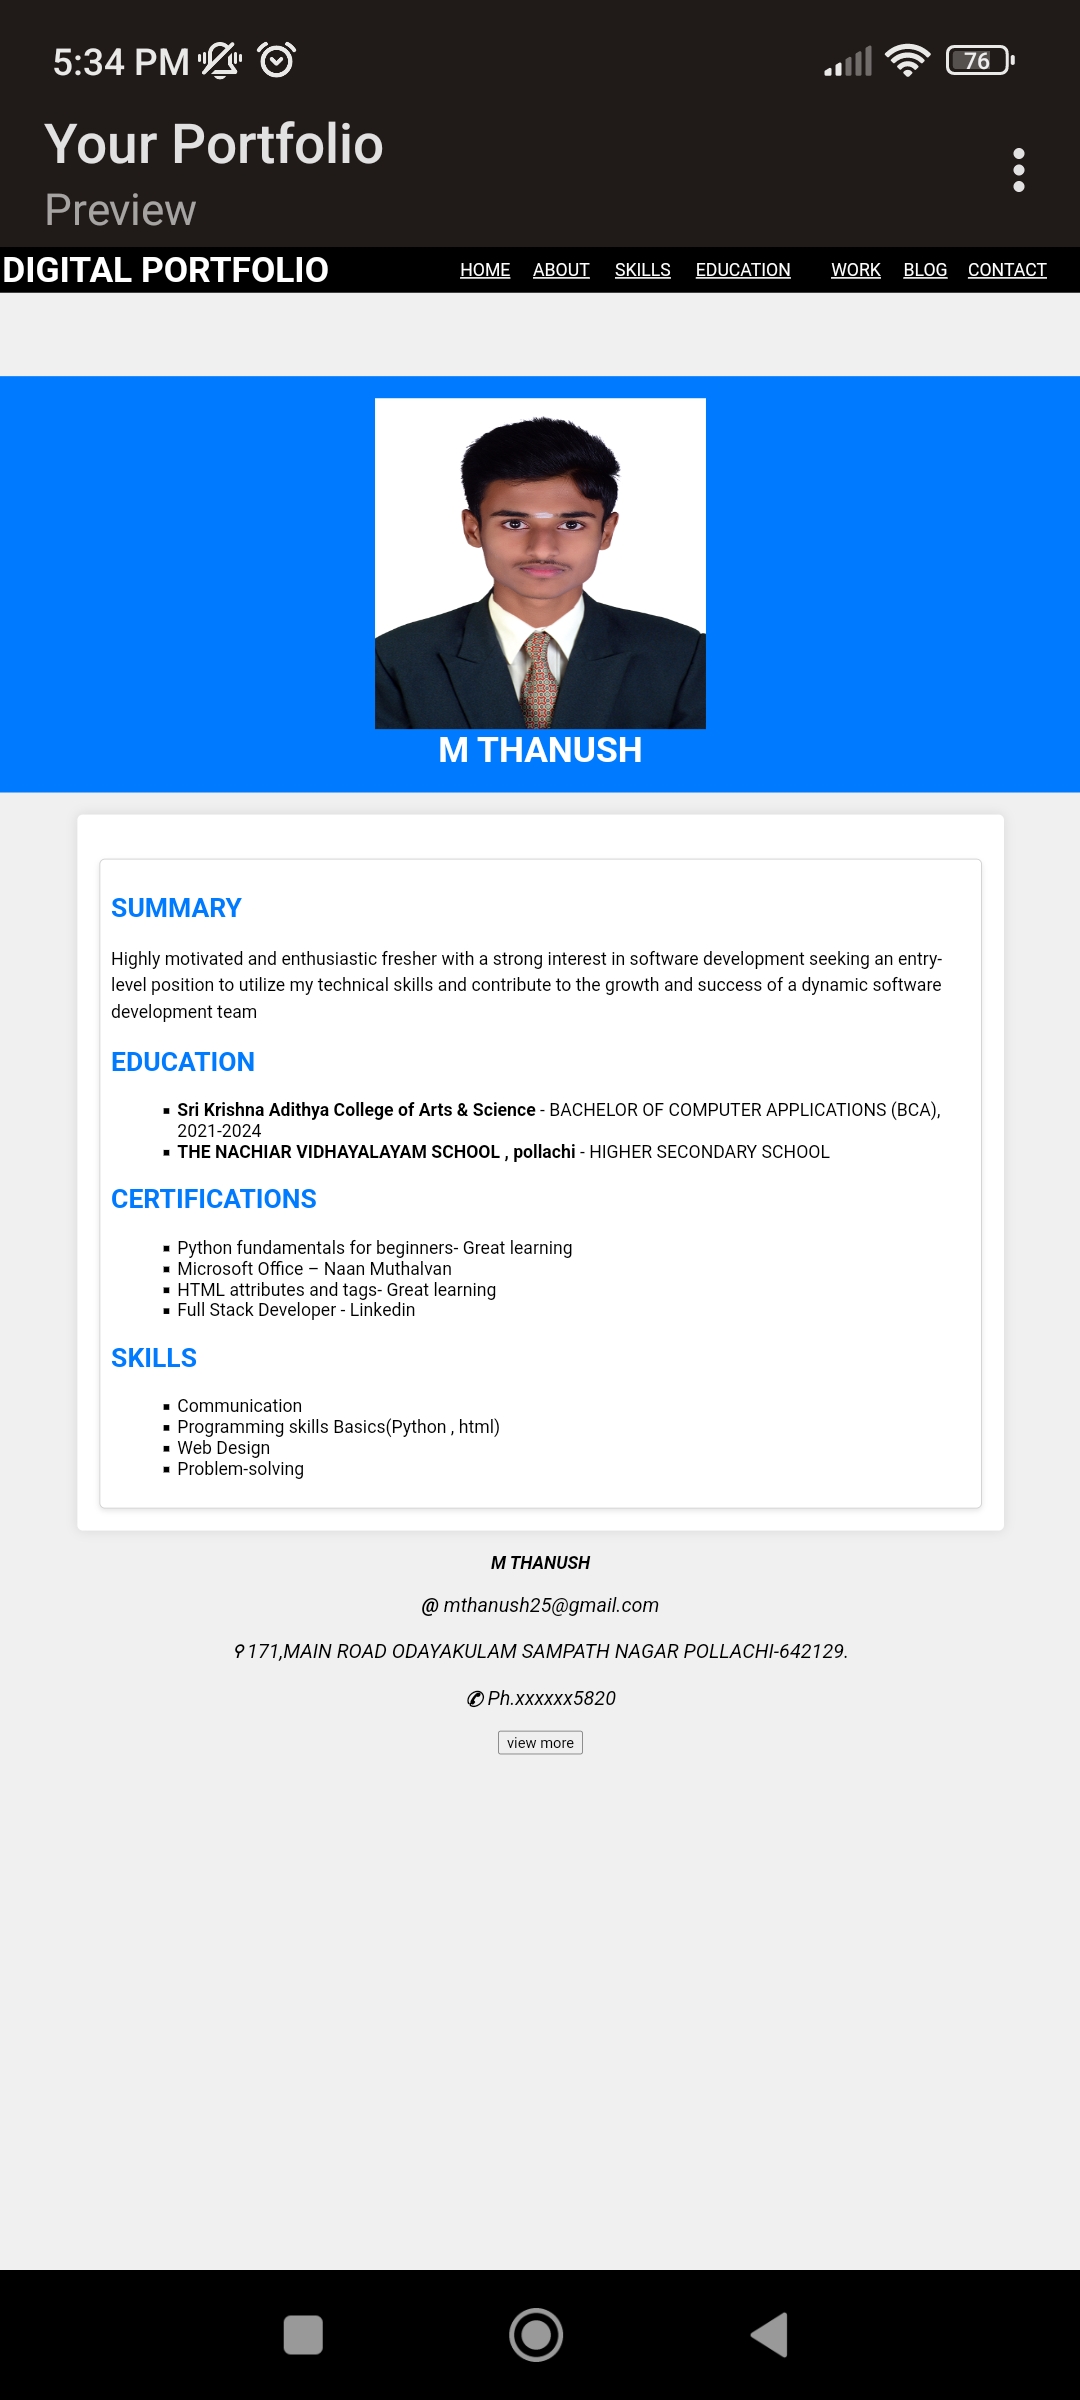 5:34 PM 76
Your Portfolio
Preview
DIGITAL PORTFOLIO HOME ABOUT SKILLS EDUCATION WORK BLOG CONTACT
M THANUSH
SUMMARY
Highly motivated and enthusiastic fresher with a strong interest in software development seeking an entry-
level position to utilize my technical skills and contribute to the growth and success of a dynamic software
development team
EDUCATION
▪ Sri Krishna Adithya College of Arts & Science - BACHELOR OF COMPUTER APPLICATIONS (BCA),
2021-2024
▪ THE NACHIAR VIDHAYALAYAM SCHOOL , pollachi - HIGHER SECONDARY SCHOOL
CERTIFICATIONS
▪ Python fundamentals for beginners- Great learning
▪ Microsoft Office – Naan Muthalvan
▪ HTML attributes and tags- Great learning
▪ Full Stack Developer - Linkedin
SKILLS
▪ Communication
▪ Programming skills Basics(Python , html)
▪ Web Design
▪ Problem-solving
M THANUSH
@ mthanush25@gmail.com
⚲ 171,MAIN ROAD ODAYAKULAM SAMPATH NAGAR POLLACHI-642129.
✆ Ph.xxxxxx5820
view more